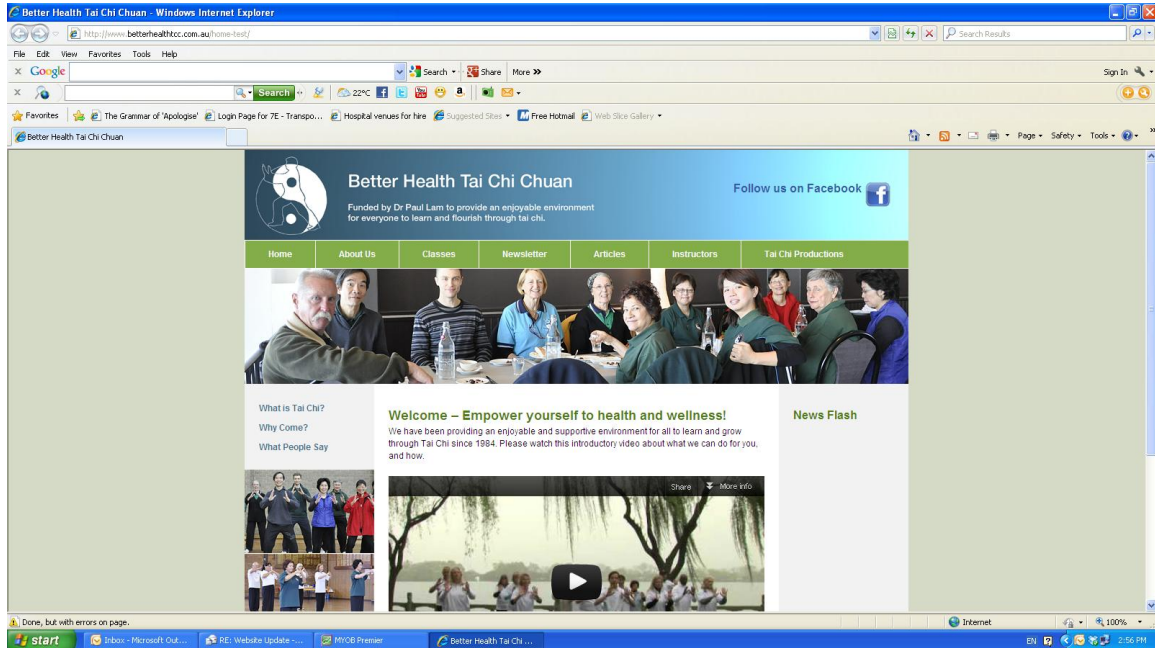 Better Health Tai Chi Chuan - Windows Internet Explorer
http://www.betterhealthtcc.com.au/home-test/
Search Results
File Edit View Favorites Tools Help
x Google Search Share More »
Sign In
x Search 22°C
Favorites The Grammar of 'Apologise' Login Page for 7E - Transpo... Hospital venues for hire Suggested Sites Free Hotmail Web Slice Gallery
Better Health Tai Chi Chuan
Page Safety Tools
Better Health Tai Chi Chuan
Funded by Dr Paul Lam to provide an enjoyable environment
for everyone to learn and flourish through tai chi.
Follow us on Facebook
Home About Us Classes Newsletter Articles Instructors Tai Chi Productions
What is Tai Chi?
Why Come?
What People Say
Welcome – Empower yourself to health and wellness!
We have been providing an enjoyable and supportive environment for all to learn and grow
through Tai Chi since 1984. Please watch this introductory video about what we can do for you,
and how.
Share More info
News Flash
Done, but with errors on page.
Internet
100%
start
Inbox - Microsoft Out...
RE: Website Update -...
MYOB Premier
Better Health Tai Chi ...
EN
2:56 PM